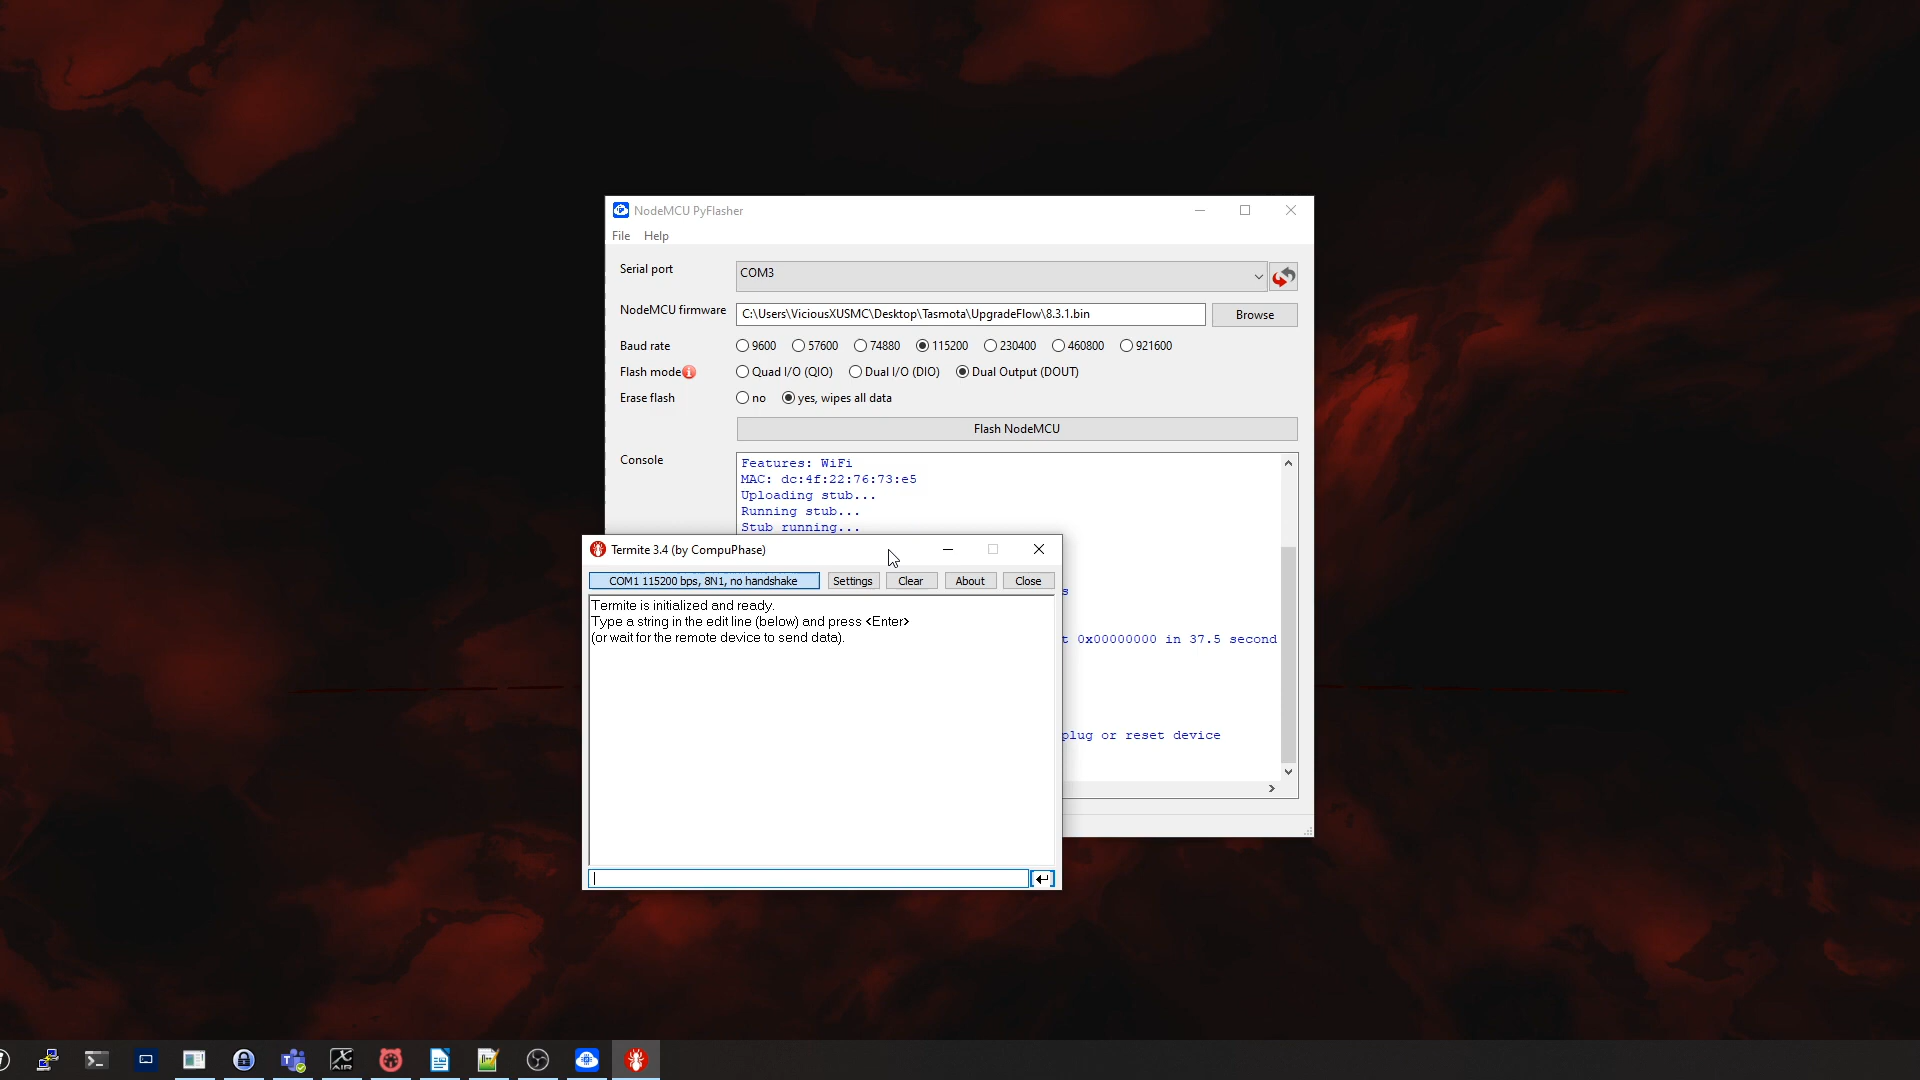 NodeMCU PyFlasher
File Help
Serial port COM3
NodeMCU firmware C:\Users\ViciousXUSMC\Desktop\Tasmota\UpgradeFlow\8.3.1.bin Browse
Baud rate 9600 57600 74880 115200 230400 460800 921600
Flash mode Quad I/O (QIO) Dual I/O (DIO) Dual Output (DOUT)
Erase flash no yes, wipes all data
Flash NodeMCU
Console
Features: WiFi
MAC: dc:4f:22:76:73:e5
Uploading stub...
Running stub...
Stub running...
s
t 0x00000000 in 37.5 second
plug or reset device
Termite 3.4 (by CompuPhase)
COM1 115200 bps, 8N1, no handshake Settings Clear About Close
Termite is initialized and ready.
Type a string in the edit line (below) and press <Enter>
(or wait for the remote device to send data).
AIR